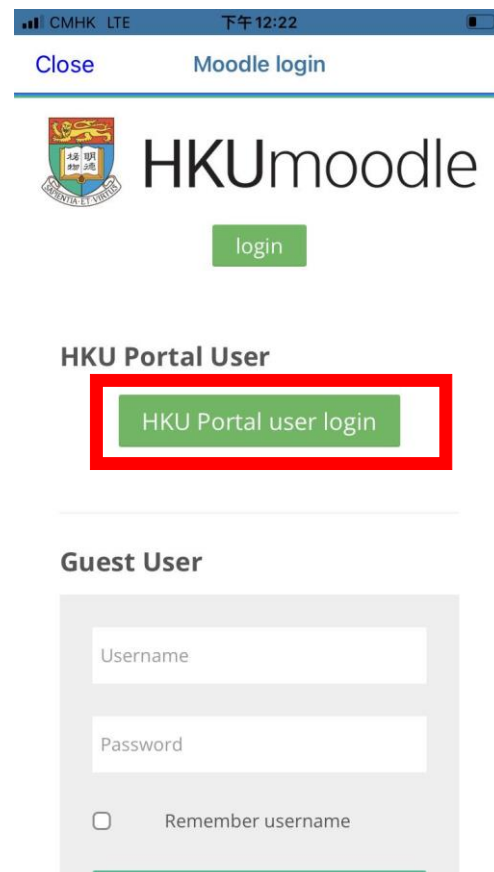 CMHK LTE 下午12:22
Close Moodle login
HKUmoodle
login
HKU Portal User
HKU Portal user login
Guest User
Username
Password
Remember username